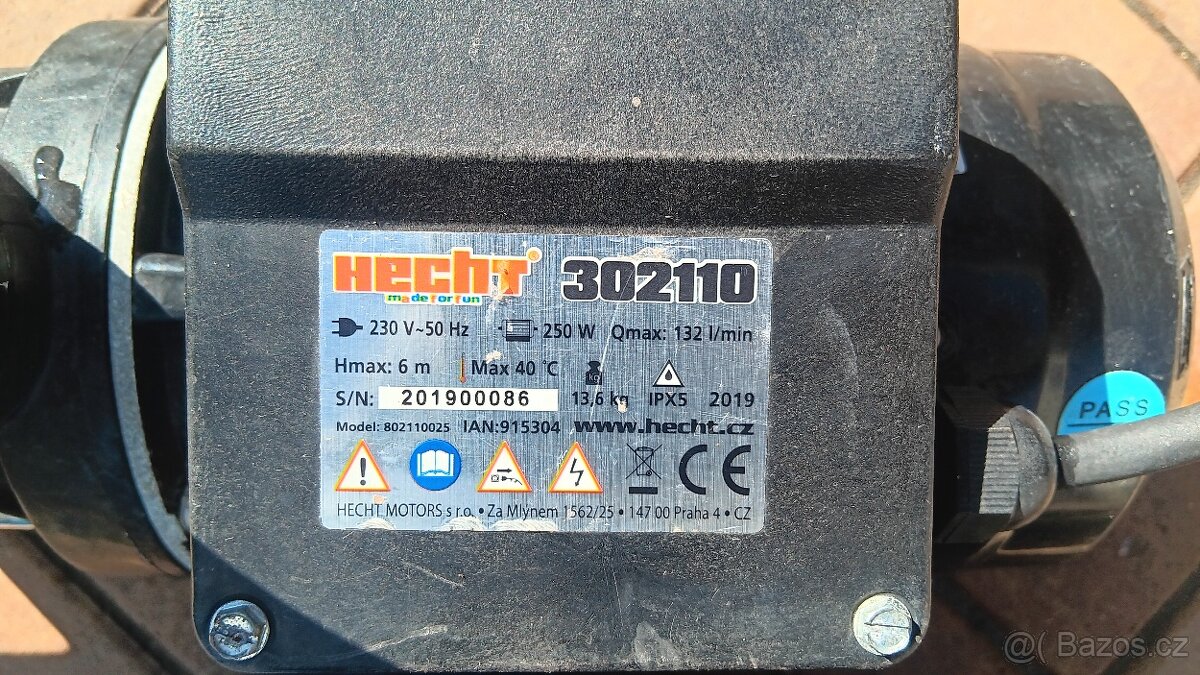 HECHT® 302110
made for fun
230 V~50 Hz 250 W Qmax: 132 l/min
Hmax: 6 m Max 40 °C KG
S/N: 201900086 13,6 kg IPX5 2019
Model: 802110025 IAN:915304 www.hecht.cz
CE
HECHT MOTORS s r.o. • Za Mlýnem 1562/25 • 147 00 Praha 4 • CZ
PASS
@( Bazos.cz